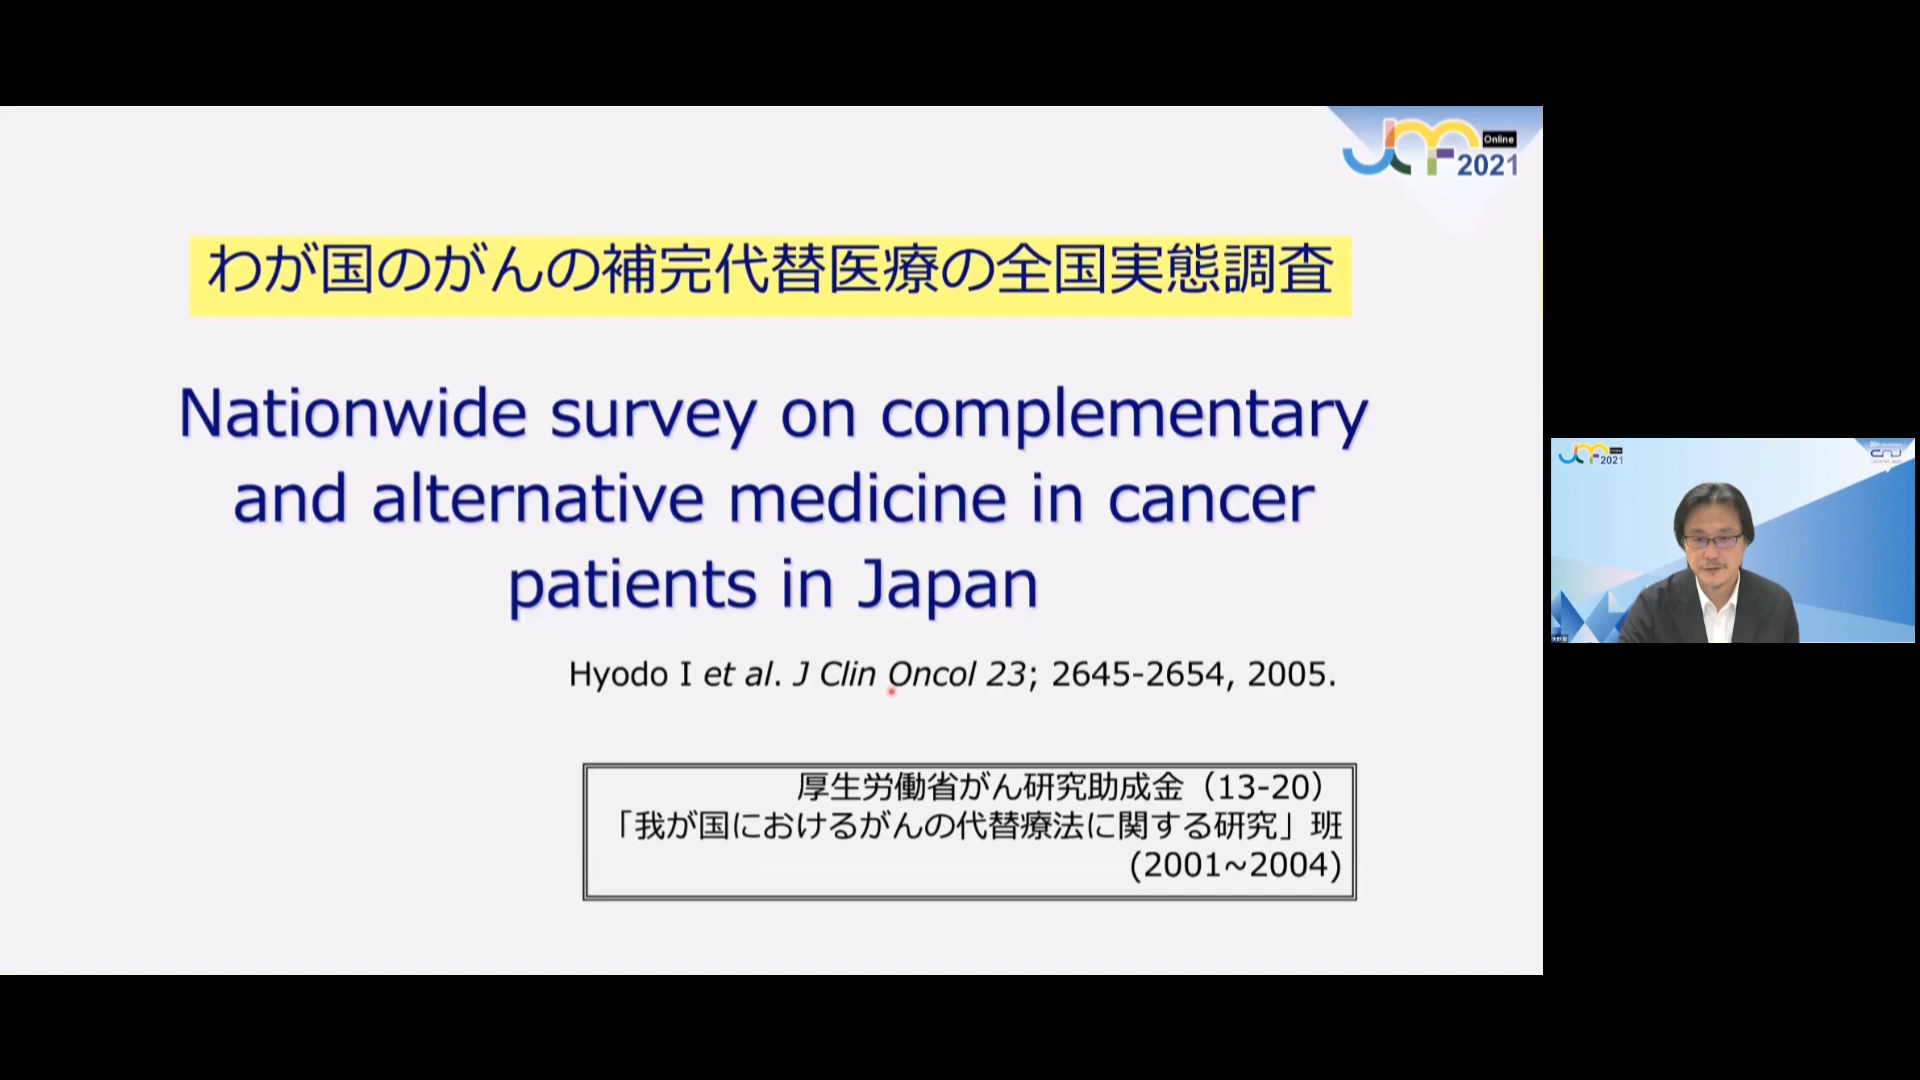 Online
2021
わが国のがんの補完代替医療の全国実態調査
Nationwide survey on complementary
and alternative medicine in cancer
patients in Japan
Hyodo I et al. J Clin Oncol 23; 2645-2654, 2005.
厚生労働省がん研究助成金（13-20）
「我が国におけるがんの代替療法に関する研究」班
(2001~2004)
2021